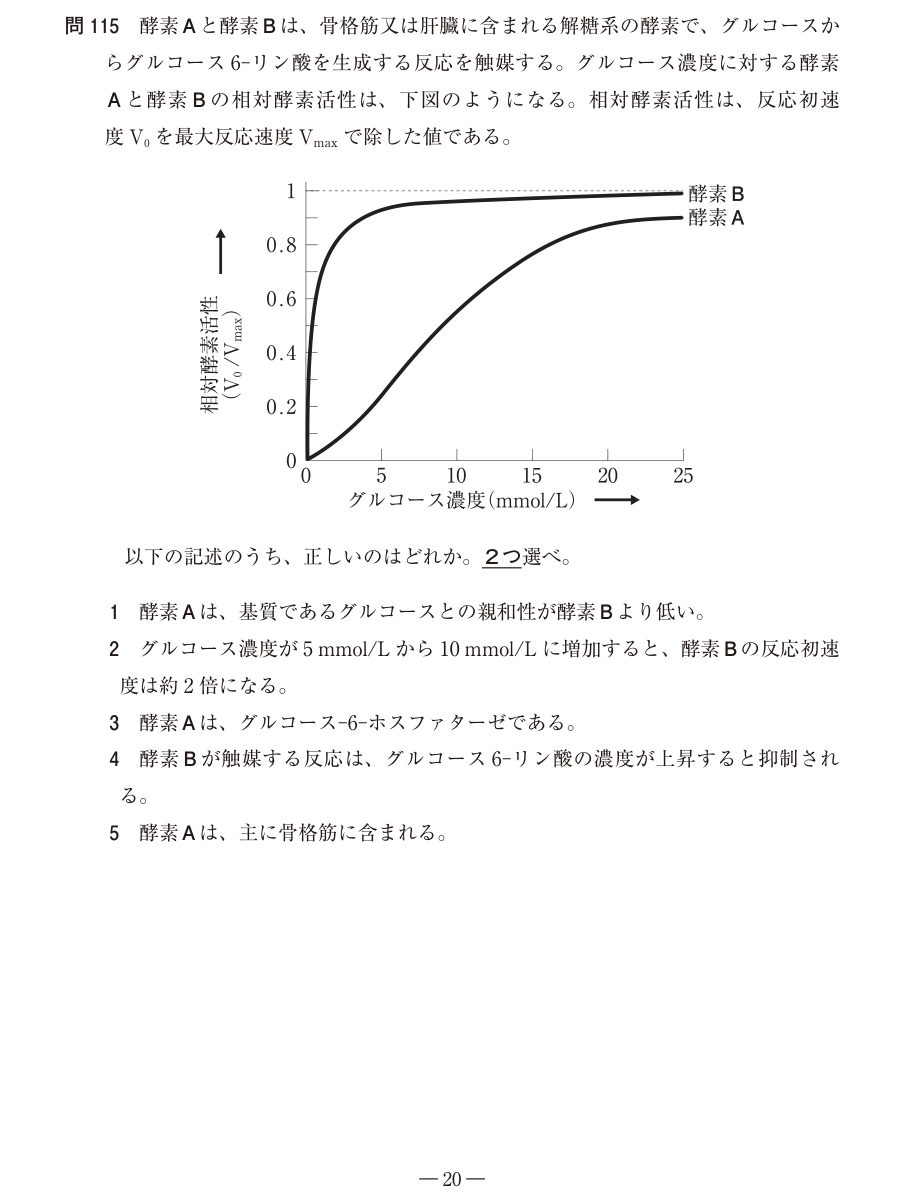 問 115 酵素Aと酵素Bは、骨格筋又は肝臓に含まれる解糖系の酵素で、グルコースか
らグルコース 6-リン酸を生成する反応を触媒する。グルコース濃度に対する酵素
Aと酵素Bの相対酵素活性は、下図のようになる。相対酵素活性は、反応初速
度 V₀ を最大反応速度 Vmax で除した値である。
1
0.8
0.6
0.4
0.2
0
酵素B
酵素A
相対酵素活性
(V₀/Vmax)
0 5 10 15 20 25
グルコース濃度(mmol/L)
以下の記述のうち、正しいのはどれか。2つ選べ。
1 酵素Aは、基質であるグルコースとの親和性が酵素Bより低い。
2 グルコース濃度が 5 mmol/L から 10 mmol/L に増加すると、酵素Bの反応初速
度は約 2 倍になる。
3 酵素Aは、グルコース-6-ホスファターゼである。
4 酵素Bが触媒する反応は、グルコース 6-リン酸の濃度が上昇すると抑制され
る。
5 酵素Aは、主に骨格筋に含まれる。
— 20 —